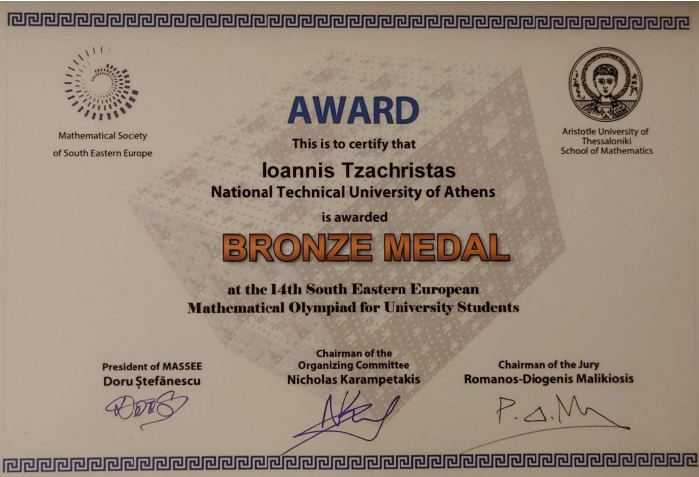 AWARD
Mathematical Society
of South Eastern Europe
Aristotle University of
Thessaloniki
School of Mathematics
This is to certify that
Ioannis Tzachristas
National Technical University of Athens
is awarded
BRONZE MEDAL
at the 14th South Eastern European
Mathematical Olympiad for University Students
President of MASSEE
Doru Ștefănescu
Chairman of the
Organizing Committee
Nicholas Karampetakis
Chairman of the Jury
Romanos-Diogenis Malikiosis